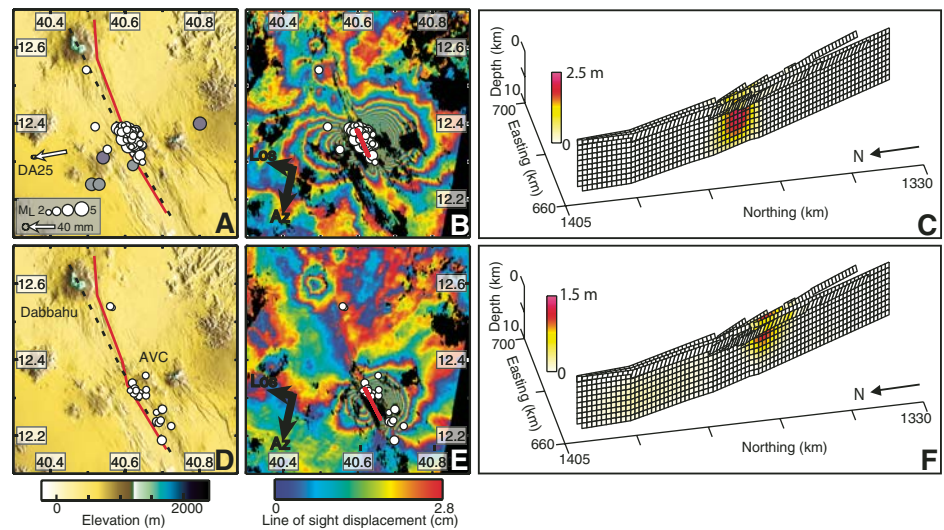 40.4 40.6 40.8
12.6
12.4
DA25
ML 2 5
40 mm
A
40.4 40.6 40.8
12.6
12.4
12.2
Los
Az
B
0
Depth (km)
10
700
2.5 m
0
Easting (km)
660
1405
Northing (km)
N
1330
C
12.6
Dabbahu
12.4
AVC
12.2
40.4 40.6 40.8
D
12.6
12.4
12.2
Los
Az
40.4 40.6 40.8
E
0
Depth (km)
10
700
1.5 m
0
Easting (km)
660
1405
Northing (km)
N
1330
F
0 2000
Elevation (m)
0 2.8
Line of sight displacement (cm)